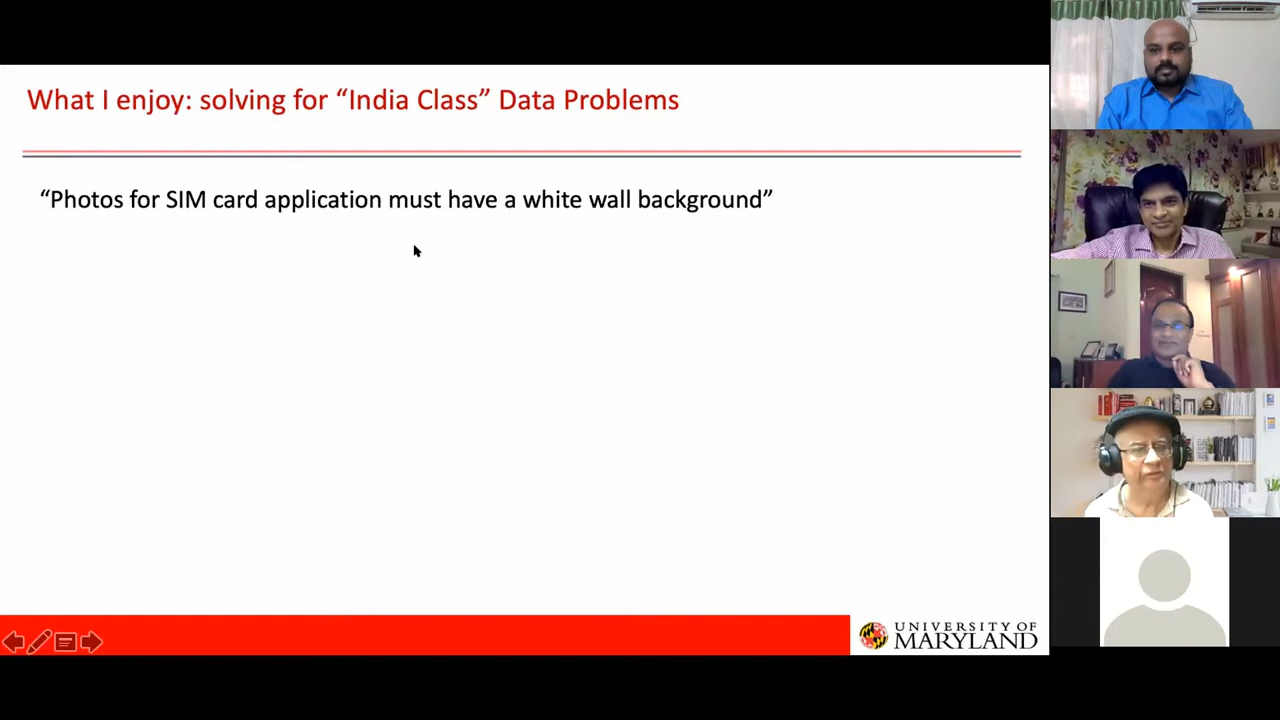 What I enjoy: solving for “India Class” Data Problems
“Photos for SIM card application must have a white wall background”
UNIVERSITY OF
MARYLAND